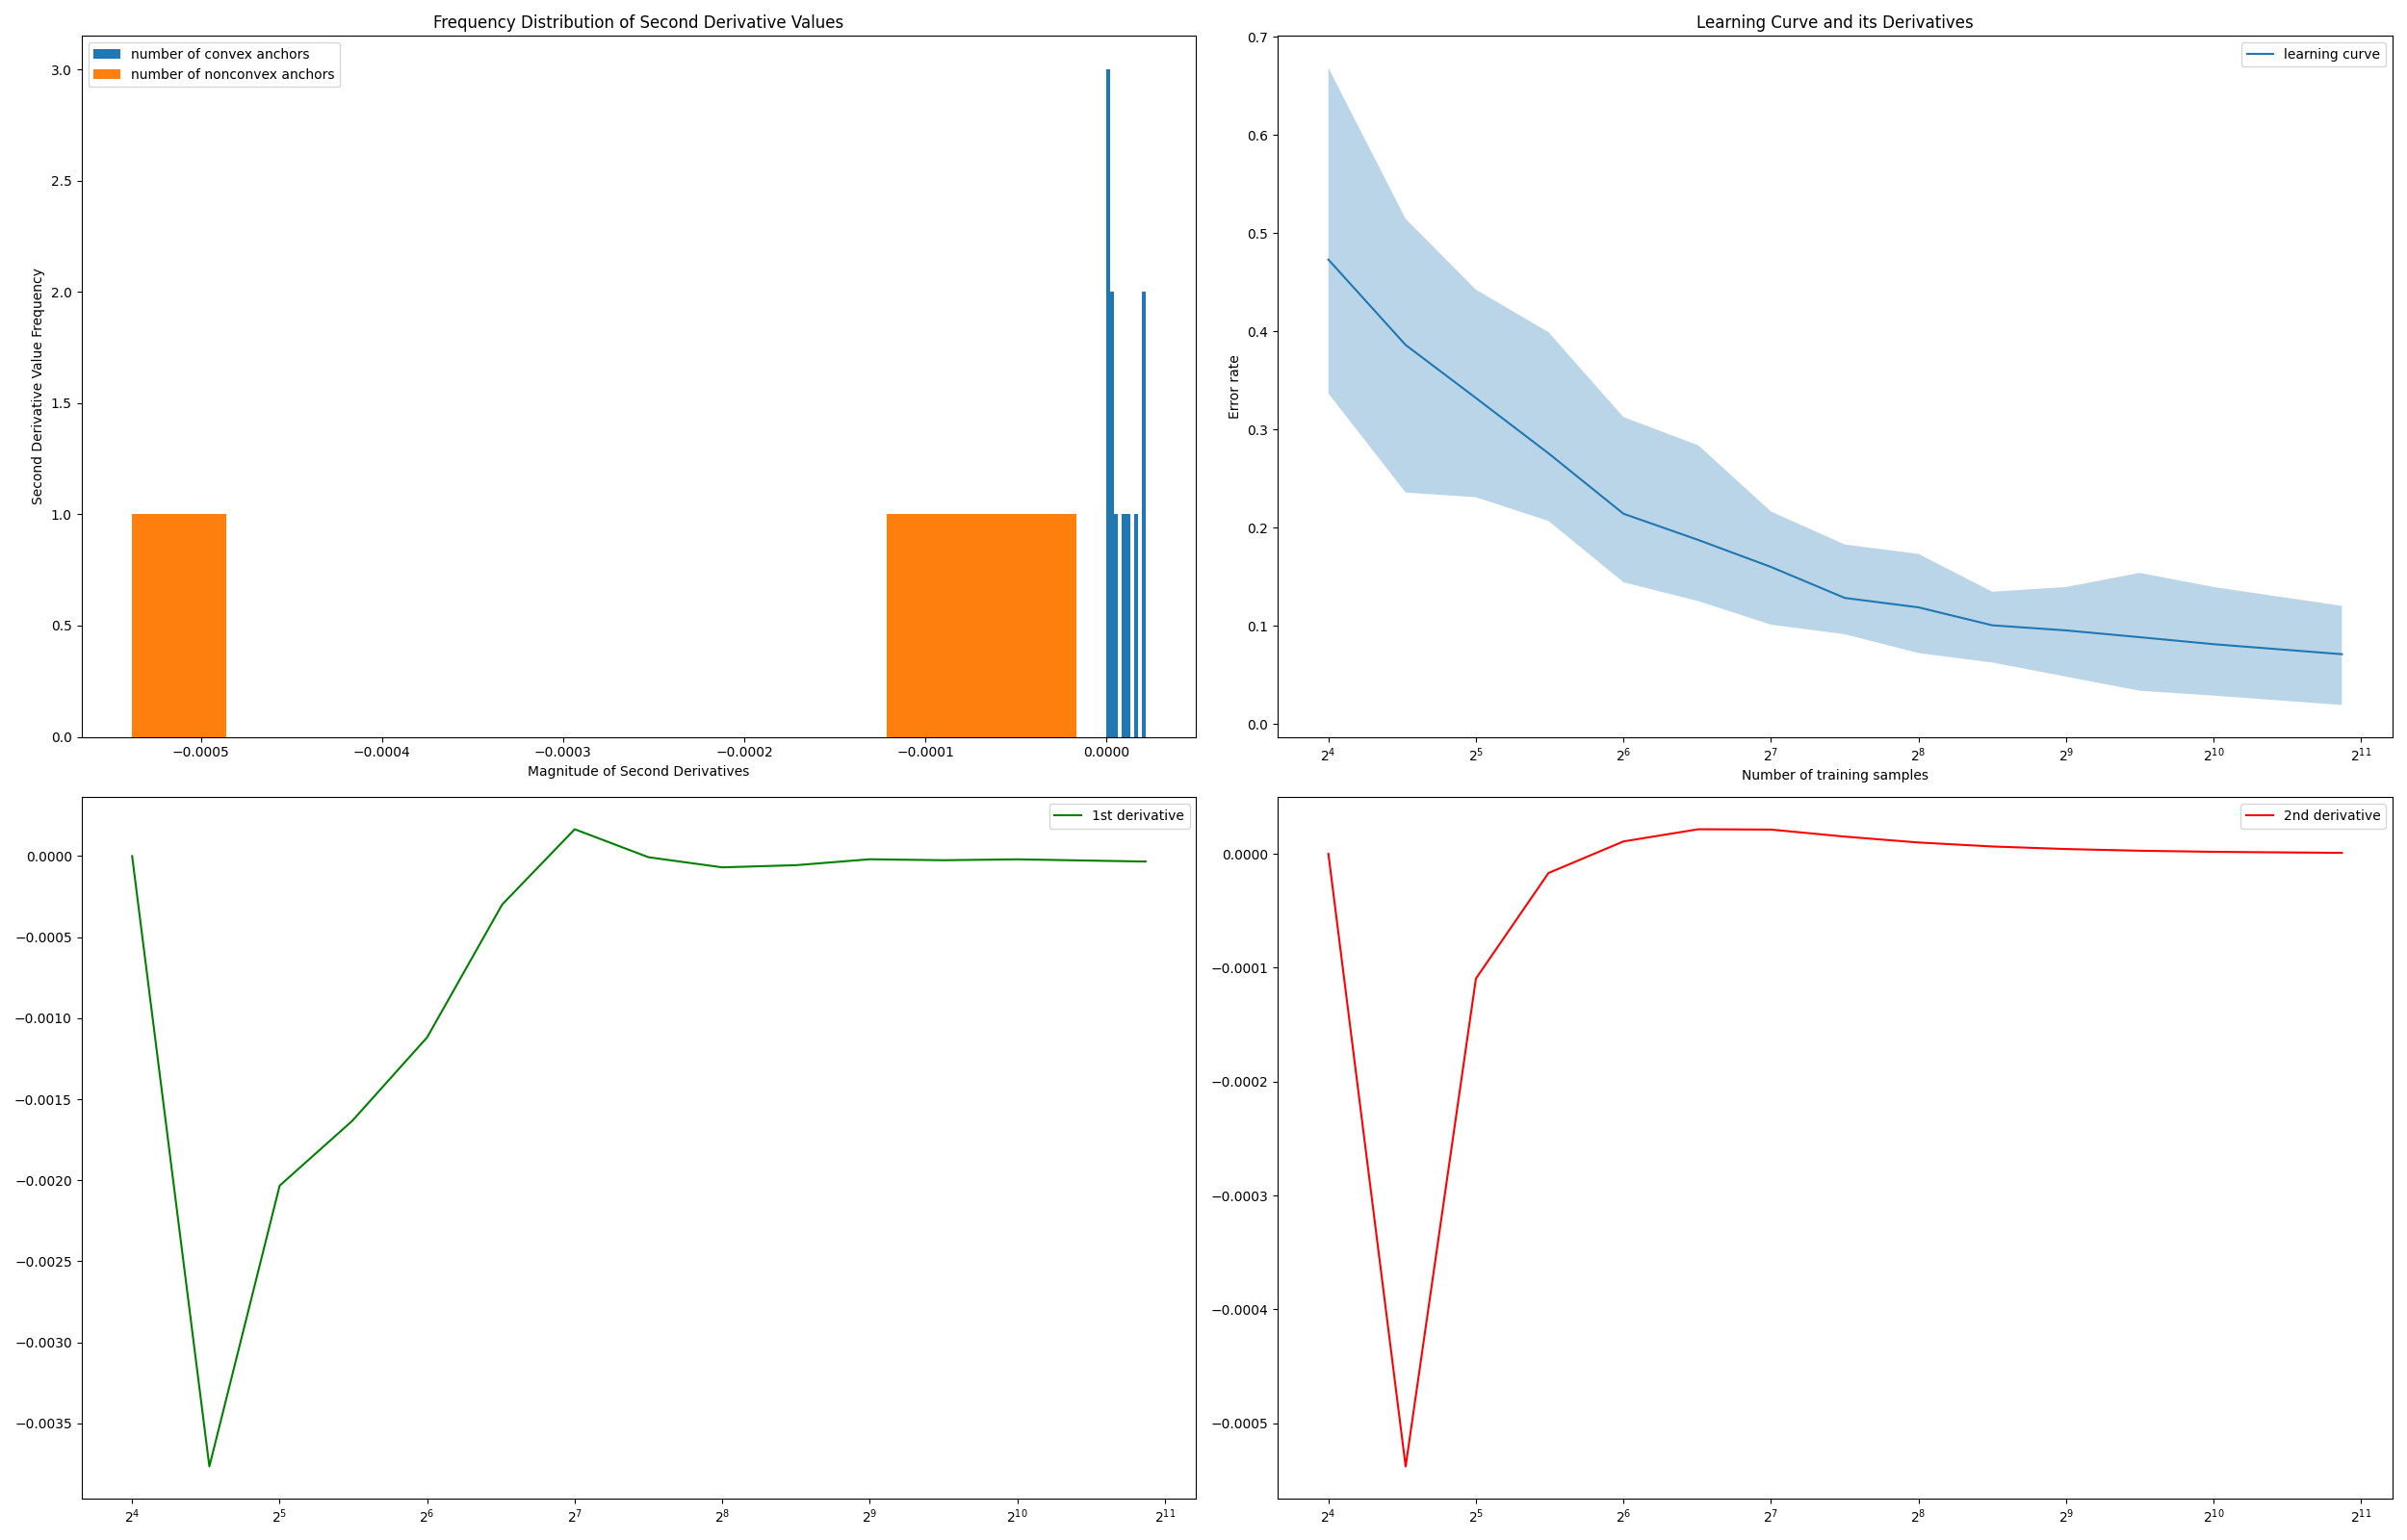 Frequency Distribution of Second Derivative Values
number of convex anchors
number of nonconvex anchors
Second Derivative Value Frequency
3.0
2.5
2.0
1.5
1.0
0.5
0.0
−0.0005 −0.0004 −0.0003 −0.0002 −0.0001 0.0000
Magnitude of Second Derivatives
Learning Curve and its Derivatives
learning curve
Error rate
0.7
0.6
0.5
0.4
0.3
0.2
0.1
0.0
2⁴ 2⁵ 2⁶ 2⁷ 2⁸ 2⁹ 2¹⁰ 2¹¹
Number of training samples
1st derivative
0.0000
−0.0005
−0.0010
−0.0015
−0.0020
−0.0025
−0.0030
−0.0035
2⁴ 2⁵ 2⁶ 2⁷ 2⁸ 2⁹ 2¹⁰ 2¹¹
2nd derivative
0.0000
−0.0001
−0.0002
−0.0003
−0.0004
−0.0005
2⁴ 2⁵ 2⁶ 2⁷ 2⁸ 2⁹ 2¹⁰ 2¹¹